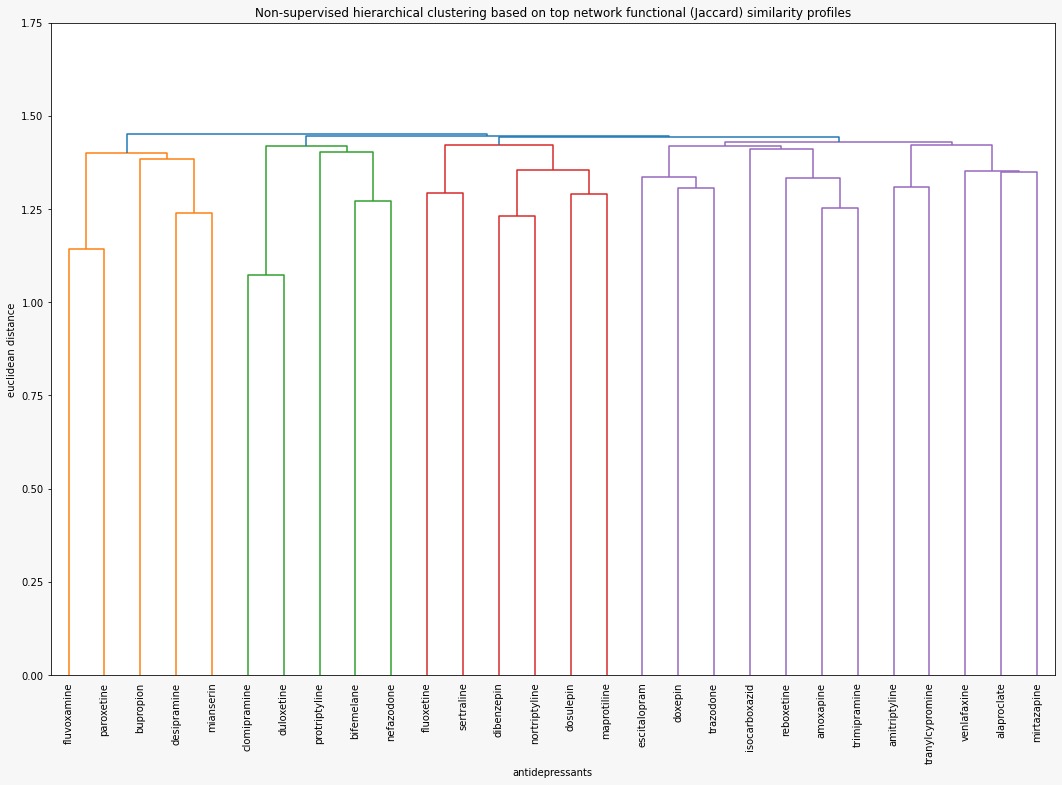 Non-supervised hierarchical clustering based on top network functional (Jaccard) similarity profiles
1.75
1.50
1.25
1.00
0.75
0.50
0.25
0.00
euclidean distance
fluvoxamine
paroxetine
bupropion
desipramine
mianserin
clomipramine
duloxetine
protriptyline
bifemelane
nefazodone
fluoxetine
sertraline
dibenzepin
nortriptyline
dosulepin
maprotiline
escitalopram
doxepin
trazodone
isocarboxazid
reboxetine
amoxapine
trimipramine
amitriptyline
tranylcypromine
venlafaxine
alaproclate
mirtazapine
antidepressants